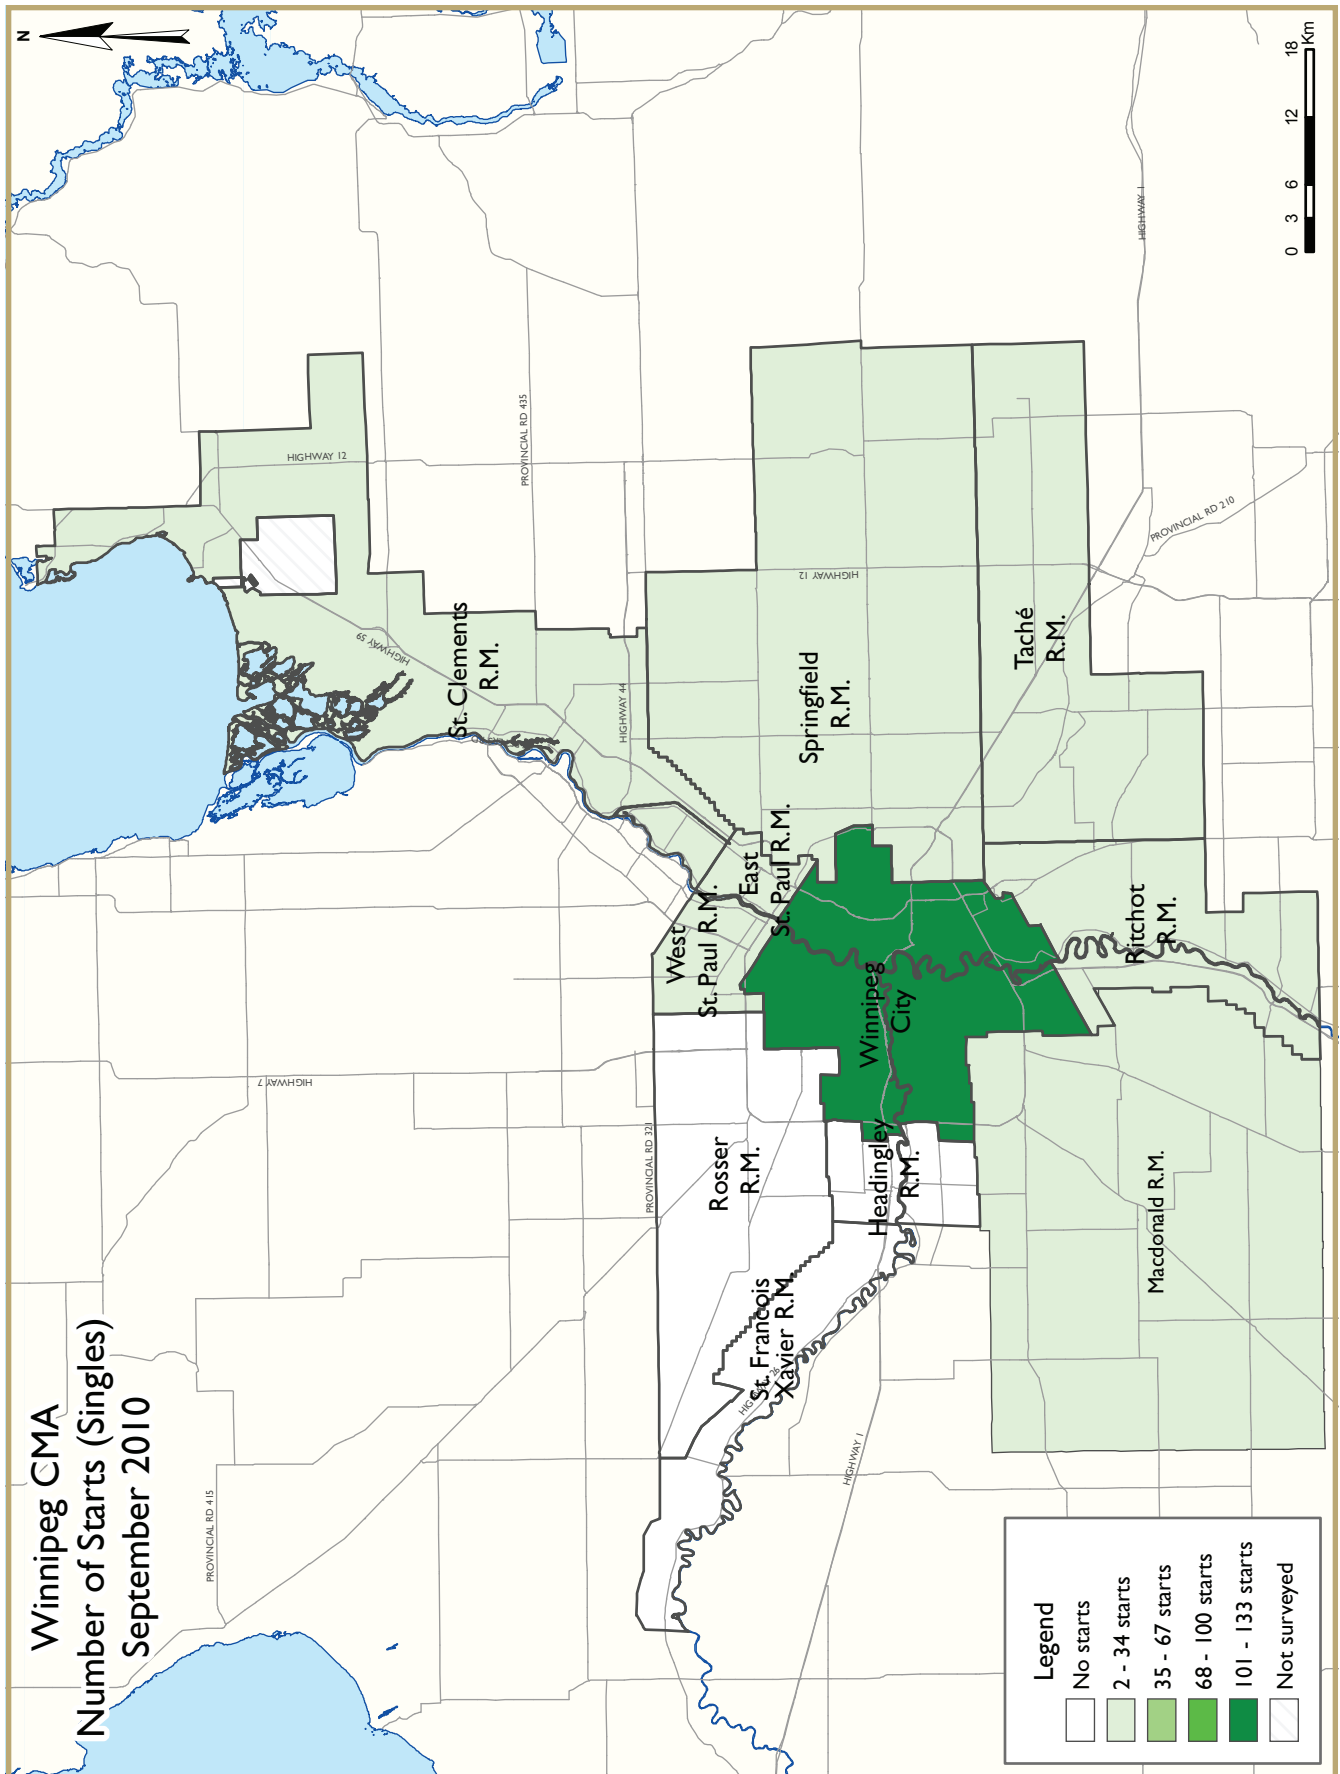 Winnipeg CMA
Number of Starts (Singles)
September 2010
N
PROVINCIAL RD 415
HIGHWAY 7
PROVINCIAL RD 321
HIGHWAY 12
PROVINCIAL RD 435
HIGHWAY 59
St. Clements
R.M.
HIGHWAY 44
West
St. Paul R.M.
East
St. Paul R.M.
Springfield
R.M.
HIGHWAY 12
Rosser
R.M.
St. Francois
Xavier R.M.
Winnipeg
City
Headingley
R.M.
HIGHWAY 1
Taché
R.M.
Ritchot
R.M.
Macdonald R.M.
HIGHWAY 1
PROVINCIAL RD 210
Legend
No starts
2 - 34 starts
35 - 67 starts
68 - 100 starts
101 - 133 starts
Not surveyed
0 3 6 12 18
Km